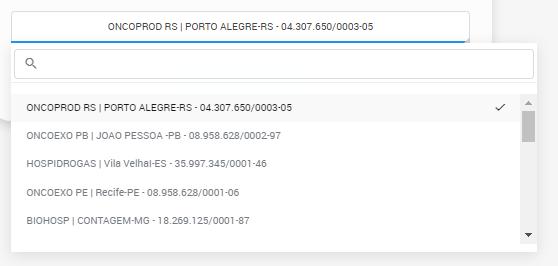 ONCOPROD RS | PORTO ALEGRE-RS - 04.307.650/0003-05
ONCOPROD RS | PORTO ALEGRE-RS - 04.307.650/0003-05
ONCOEXO PB | JOAO PESSOA -PB - 08.958.628/0002-97
HOSPIDROGAS | Vila Velhal-ES - 35.997.345/0001-46
ONCOEXO PE | Recife-PE - 08.958.628/0001-06
BIOHOSP | CONTAGEM-MG - 18.269.125/0001-87